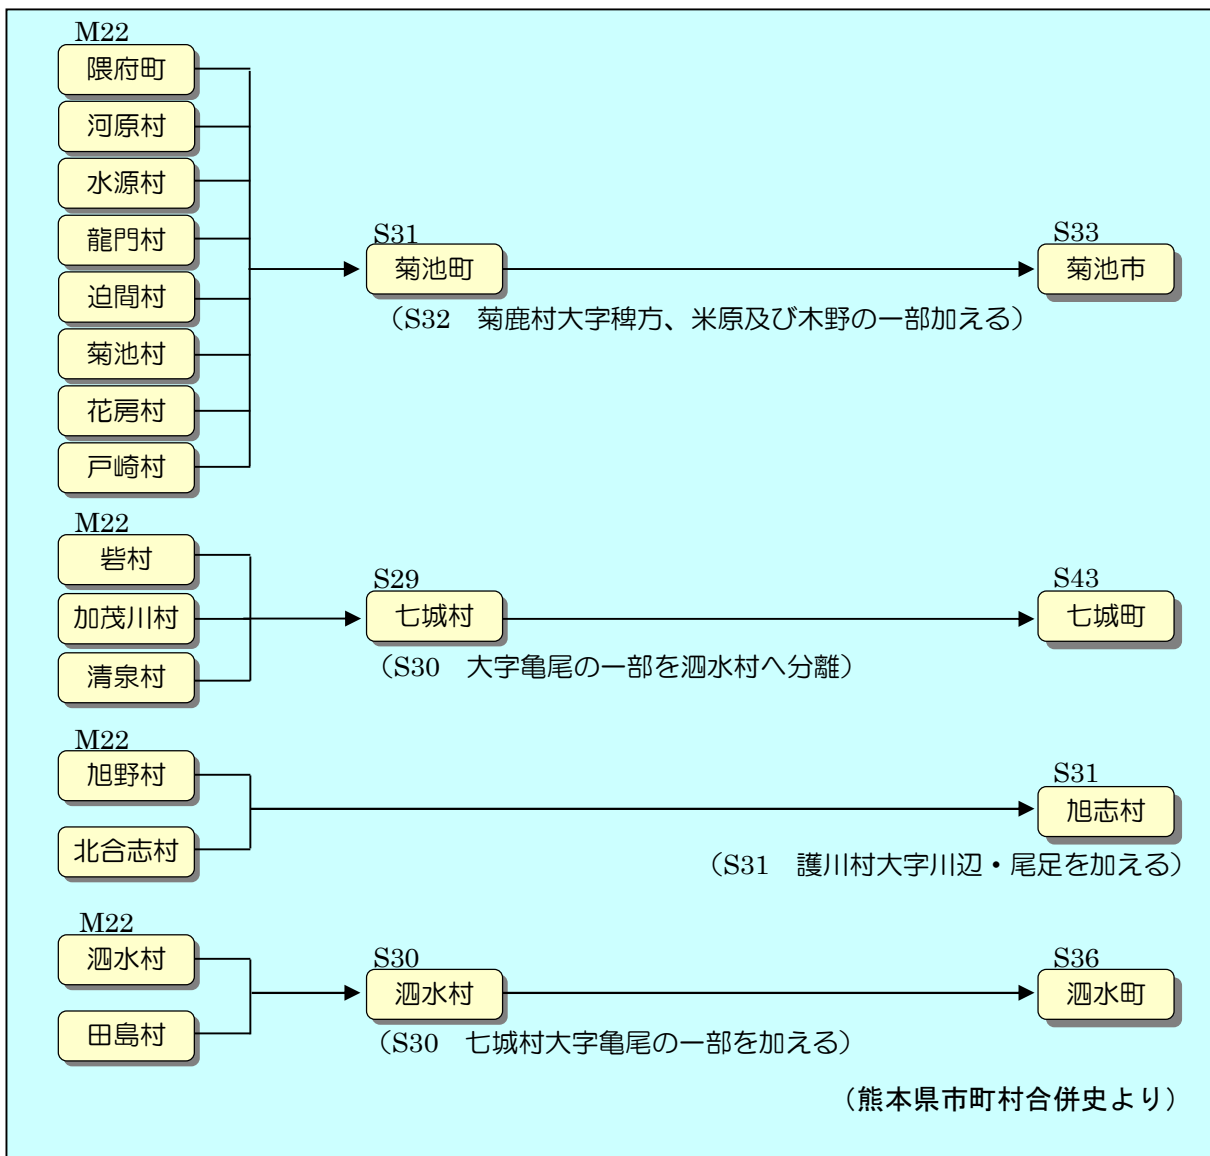 M22
隈府町
河原村
水源村
龍門村
迫間村
菊池村
花房村
戸崎村
S31
菊池町
S33
菊池市
（S32　菊鹿村大字稗方、米原及び木野の一部加える）
M22
砦村
加茂川村
清泉村
S29
七城村
S43
七城町
（S30　大字亀尾の一部を泗水村へ分離）
M22
旭野村
北合志村
S31
旭志村
（S31　護川村大字川辺・尾足を加える）
M22
泗水村
田島村
S30
泗水村
S36
泗水町
（S30　七城村大字亀尾の一部を加える）
（熊本県市町村合併史より）